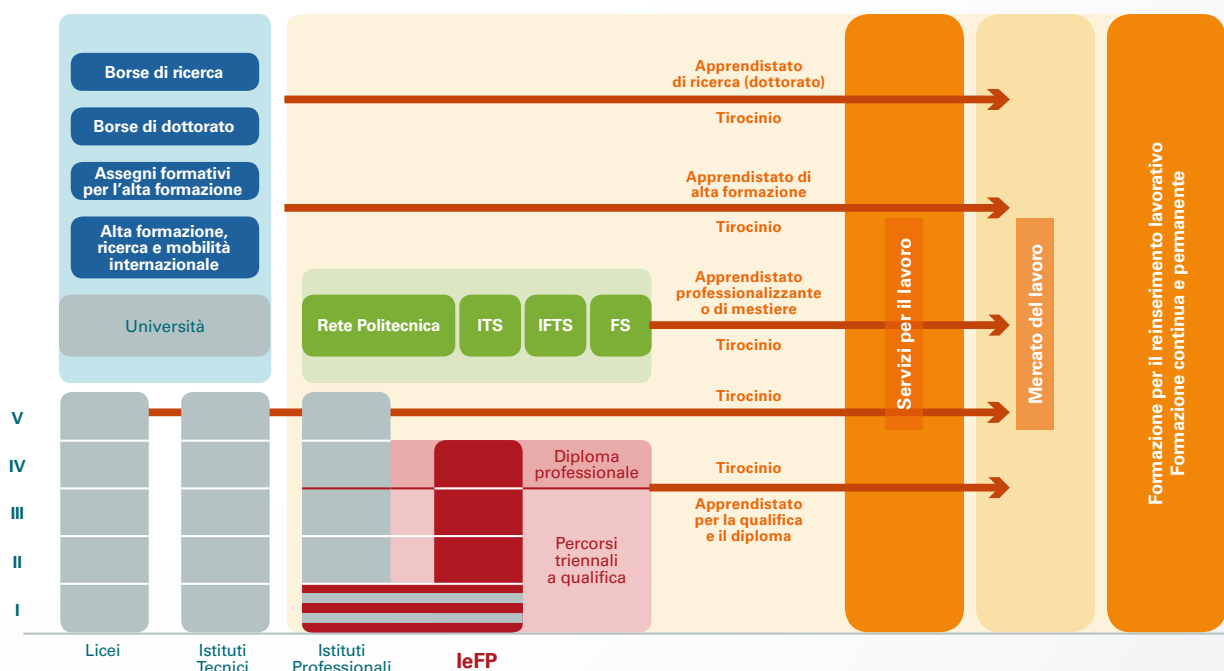 Borse di ricerca
Borse di dottorato
Assegni formativi
per l'alta formazione
Alta formazione,
ricerca e mobilità
internazionale
Università
Rete Politecnica
ITS
IFTS
FS
Apprendistato
di ricerca (dottorato)
Tirocinio
Apprendistato di
alta formazione
Tirocinio
Apprendistato
professionalizzante
o di mestiere
Tirocinio
Tirocinio
Tirocinio
Apprendistato
per la qualifica
e il diploma
Diploma
professionale
Percorsi
triennali
a qualifica
Servizi per il lavoro
Mercato del lavoro
Formazione per il reinserimento lavorativo
Formazione continua e permanente
V
IV
III
II
I
Licei
Istituti
Tecnici
Istituti
Professionali
IeFP